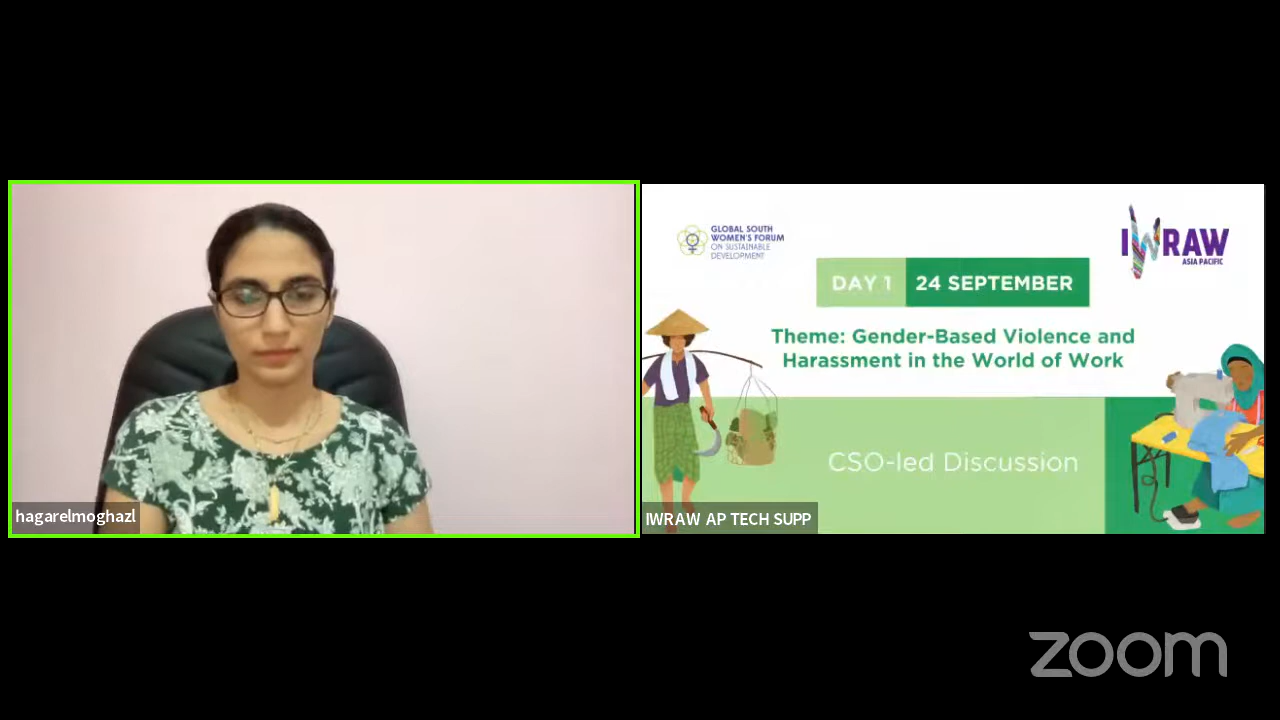 GLOBAL SOUTH
WOMEN'S FORUM
ON SUSTAINABLE
DEVELOPMENT
IWRAW
ASIA PACIFIC
DAY 1 24 SEPTEMBER
Theme: Gender-Based Violence and
Harassment in the World of Work
CSO-led Discussion
hagarelmoghazl
IWRAW AP TECH SUPP
zoom